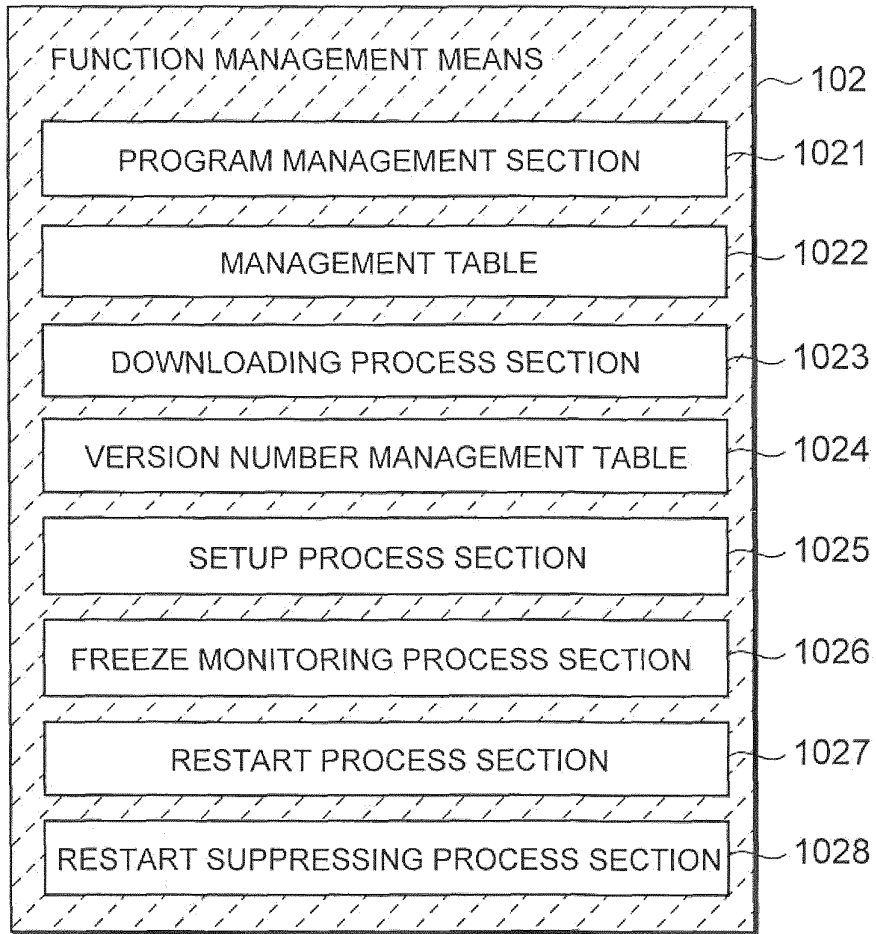 FUNCTION MANAGEMENT MEANS
102
PROGRAM MANAGEMENT SECTION
1021
MANAGEMENT TABLE
1022
DOWNLOADING PROCESS SECTION
1023
VERSION NUMBER MANAGEMENT TABLE
1024
SETUP PROCESS SECTION
1025
FREEZE MONITORING PROCESS SECTION
1026
RESTART PROCESS SECTION
1027
RESTART SUPPRESSING PROCESS SECTION
1028